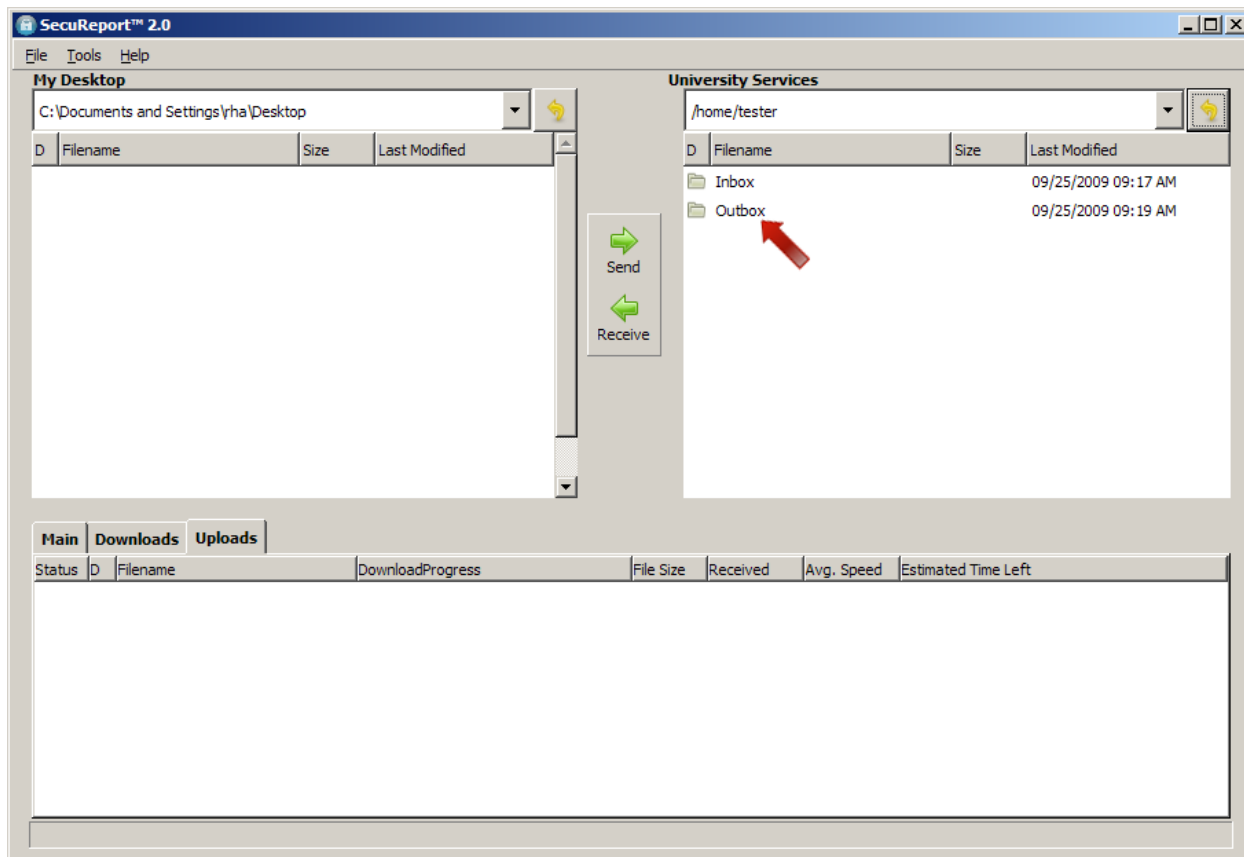 SecuReport™ 2.0
File Tools Help
My Desktop
University Services
C:\Documents and Settings\rha\Desktop
/home/tester
D Filename Size Last Modified
D Filename Size Last Modified
Inbox 09/25/2009 09:17 AM
Outbox 09/25/2009 09:19 AM
Send
Receive
Main Downloads Uploads
Status D Filename DownloadProgress File Size Received Avg. Speed Estimated Time Left